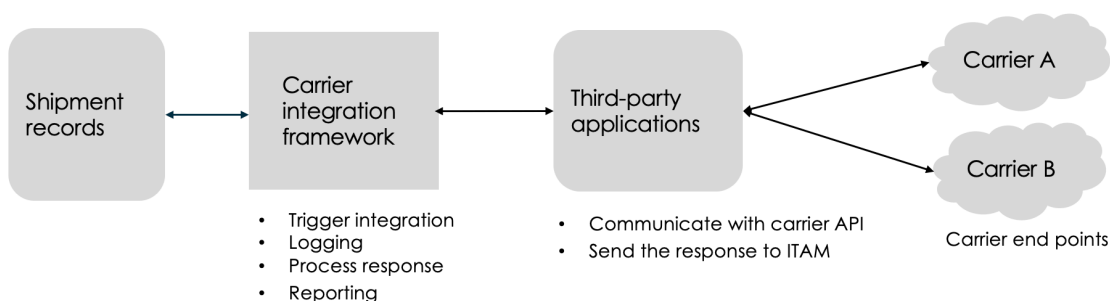 Shipment
records
Carrier
integration
framework
Third-party
applications
Carrier A
Carrier B
• Trigger integration
• Logging
• Process response
• Reporting
• Communicate with carrier API
• Send the response to ITAM
Carrier end points